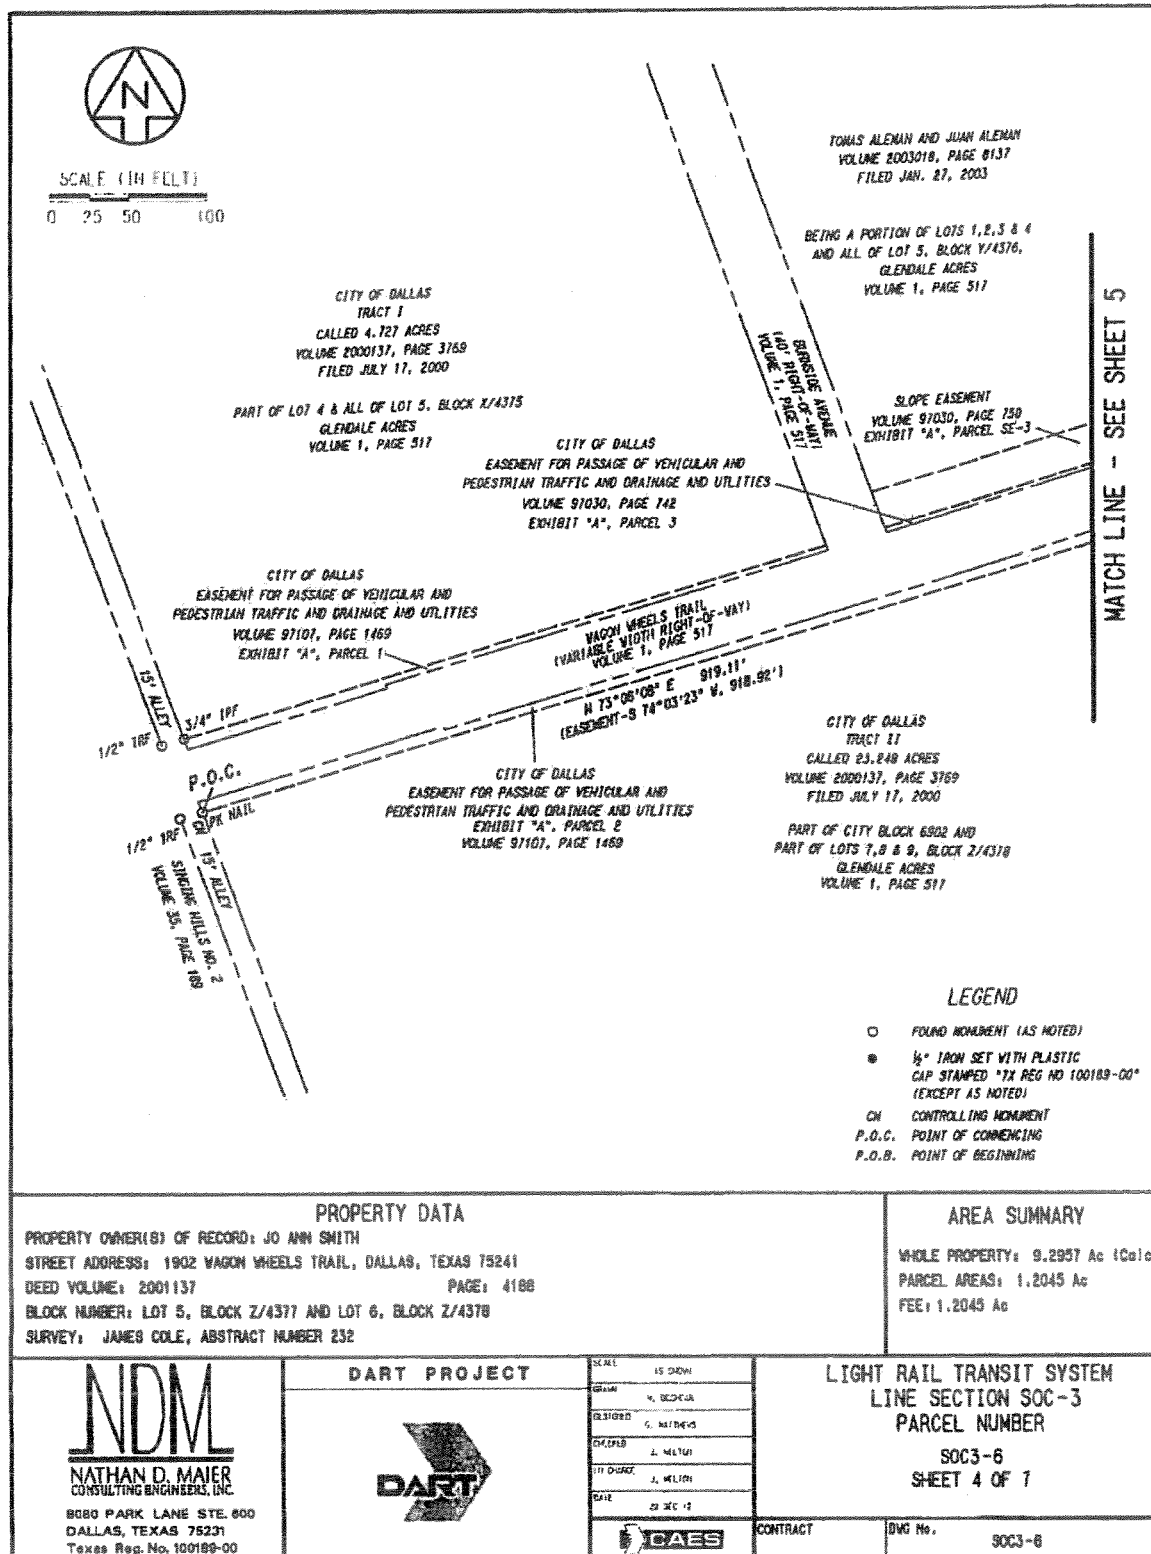 N
SCALE (IN FEET)
0 25 50 100
TOMAS ALEMAN AND JUAN ALEMAN
VOLUME 2003018, PAGE 8137
FILED JAN. 27, 2003
BEING A PORTION OF LOTS 1,2,3 & 4
AND ALL OF LOT 5, BLOCK Y/4376,
GLENDALE ACRES
VOLUME 1, PAGE 517
MATCH LINE - SEE SHEET 5
CITY OF DALLAS
TRACT I
CALLED 4.727 ACRES
VOLUME 2000137, PAGE 3769
FILED JULY 17, 2000
PART OF LOT 4 & ALL OF LOT 5, BLOCK X/4375
GLENDALE ACRES
VOLUME 1, PAGE 517
BURNSIDE AVENUE
(40' RIGHT-OF-WAY)
VOLUME 1, PAGE 517
SLOPE EASEMENT
VOLUME 97030, PAGE 750
EXHIBIT "A", PARCEL SE-3
CITY OF DALLAS
EASEMENT FOR PASSAGE OF VEHICULAR AND
PEDESTRIAN TRAFFIC AND DRAINAGE AND UTLITIES
VOLUME 97030, PAGE 742
EXHIBIT "A", PARCEL 3
CITY OF DALLAS
EASEMENT FOR PASSAGE OF VEHICULAR AND
PEDESTRIAN TRAFFIC AND DRAINAGE AND UTLITIES
VOLUME 97107, PAGE 1469
EXHIBIT "A", PARCEL 1
WAGON WHEELS TRAIL
(VARIABLE WIDTH RIGHT-OF-WAY)
VOLUME 1, PAGE 517
N 73°06'08" E 919.11'
(EASEMENT-S 74°03'23" W, 918.92')
15' ALLEY
3/4" IPF
1/2" IRF
P.O.C.
PK NAIL
CM
1/2" IRF
15' ALLEY
SINGING HILLS NO. 2
VOLUME 35, PAGE 189
CITY OF DALLAS
EASEMENT FOR PASSAGE OF VEHICULAR AND
PEDESTRIAN TRAFFIC AND DRAINAGE AND UTLITIES
EXHIBIT "A", PARCEL 2
VOLUME 97107, PAGE 1469
CITY OF DALLAS
TRACT II
CALLED 23.248 ACRES
VOLUME 2000137, PAGE 3769
FILED JULY 17, 2000
PART OF CITY BLOCK 6902 AND
PART OF LOTS 7,8 & 9, BLOCK Z/4378
GLENDALE ACRES
VOLUME 1, PAGE 517
LEGEND
FOUND MONUMENT (AS NOTED)
½" IRON SET WITH PLASTIC
CAP STAMPED "TX REG NO 100189-00"
(EXCEPT AS NOTED)
CM CONTROLLING MONUMENT
P.O.C. POINT OF COMMENCING
P.O.B. POINT OF BEGINNING
PROPERTY DATA
PROPERTY OWNER(S) OF RECORD: JO ANN SMITH
STREET ADDRESS: 1902 WAGON WHEELS TRAIL, DALLAS, TEXAS 75241
DEED VOLUME: 2001137 PAGE: 4188
BLOCK NUMBER: LOT 5, BLOCK Z/4377 AND LOT 6, BLOCK Z/4378
SURVEY: JAMES COLE, ABSTRACT NUMBER 232
AREA SUMMARY
WHOLE PROPERTY: 9.2957 Ac (Calc
PARCEL AREAS: 1.2045 Ac
FEE: 1.2045 Ac
NDM
NATHAN D. MAIER
CONSULTING ENGINEERS, INC.
8080 PARK LANE STE. 600
DALLAS, TEXAS 75231
Texas Reg. No. 100189-00
DART PROJECT
DART
SCALE AS SHOWN
DRAWN
DESIGNED G. MATTHEWS
CHECKED J. MELTON
IN CHARGE J. MELTON
DATE
CAES
LIGHT RAIL TRANSIT SYSTEM
LINE SECTION SOC-3
PARCEL NUMBER
SOC3-6
SHEET 4 OF 7
CONTRACT
DWG No.
SOC3-6